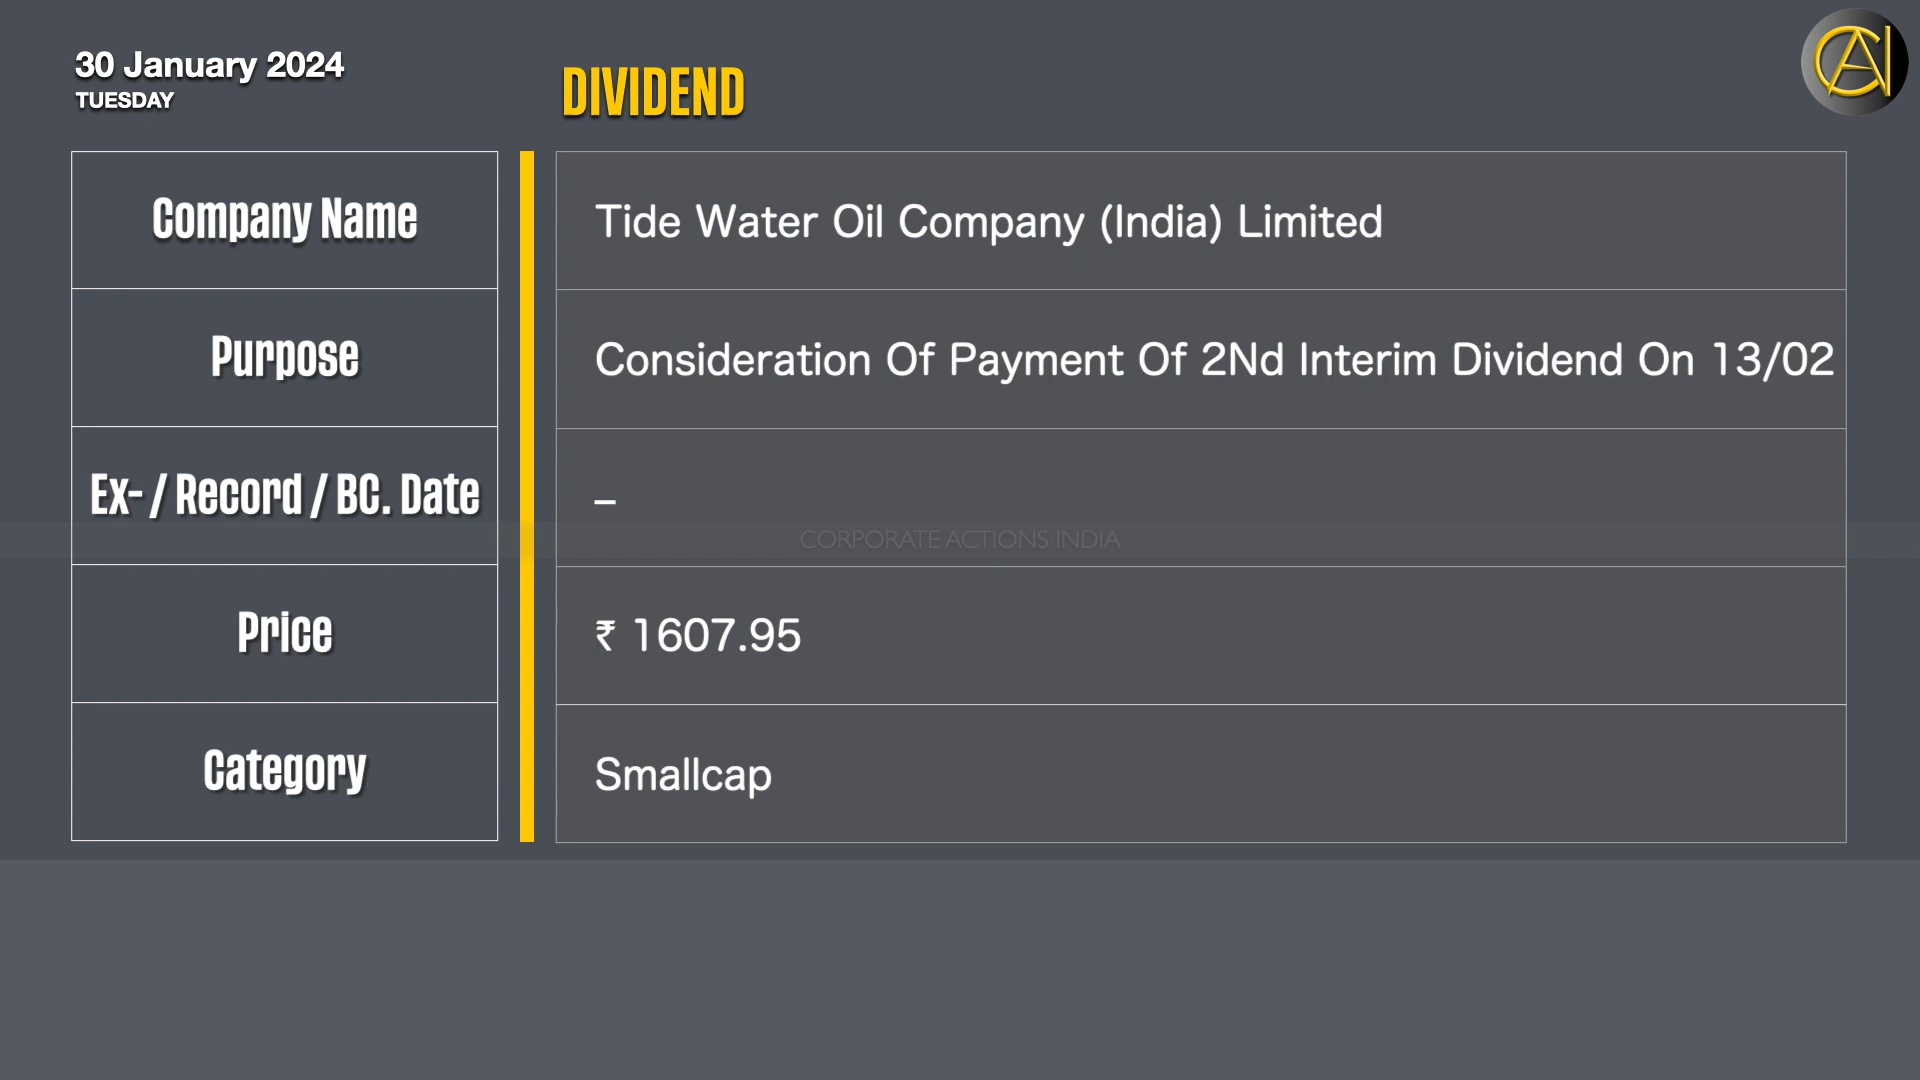 30 January 2024
TUESDAY
DIVIDEND
Company Name
Tide Water Oil Company (India) Limited
Purpose
Consideration Of Payment Of 2Nd Interim Dividend On 13/02
Ex- / Record / BC. Date
–
CORPORATE ACTIONS INDIA
Price
₹ 1607.95
Category
Smallcap